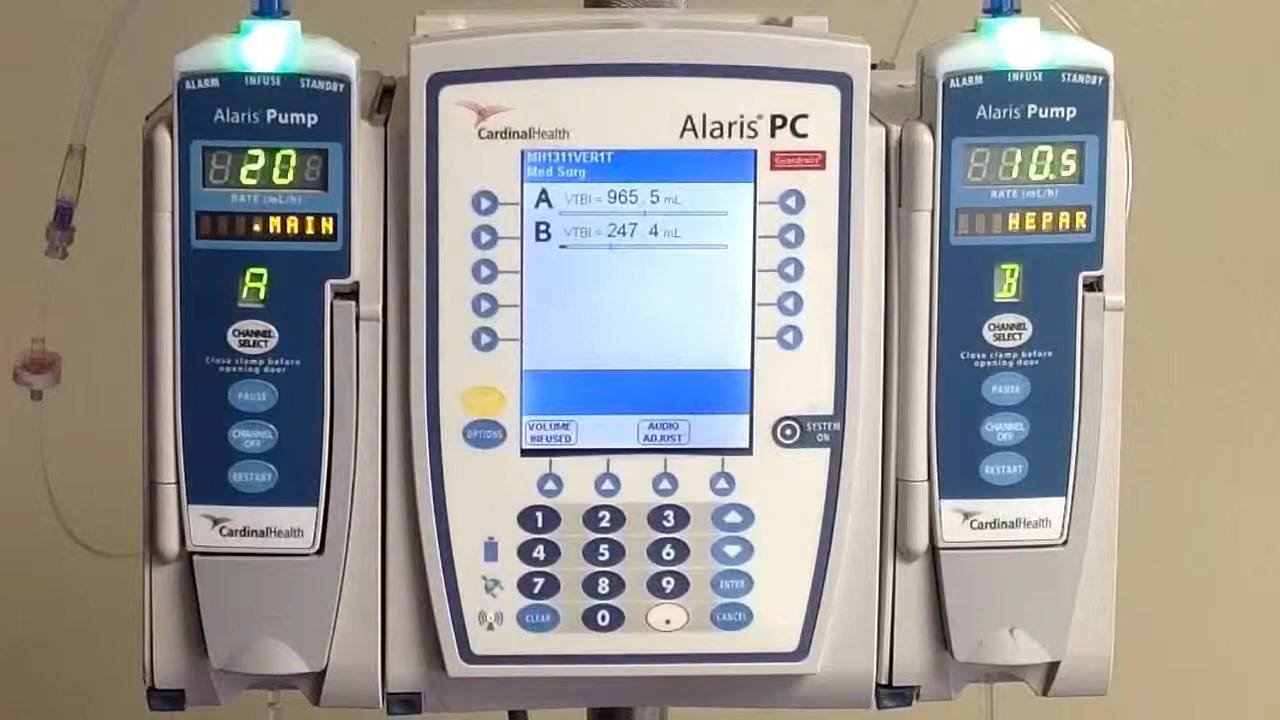 ALARM INFUSE STANDBY
Alaris® Pump
20
RATE (mL/h)
MAIN
A
CHANNEL SELECT
Close clamp before
opening door
PAUSE
CHANNEL OFF
RESTART
CardinalHealth
CardinalHealth
Alaris® PC
Guardrails
MH1311VER1T
Med Surg
A VTBI = 965.5 mL
B VTBI = 247.4 mL
VOLUME INFUSED
AUDIO ADJUST
OPTIONS
SYSTEM ON
1 2 3
4 5 6
7 8 9 ENTER
CLEAR 0 . CANCEL
ALARM INFUSE STANDBY
Alaris® Pump
10.5
RATE (mL/h)
HEPAR
B
CHANNEL SELECT
Close clamp before
opening door
PAUSE
CHANNEL OFF
RESTART
CardinalHealth